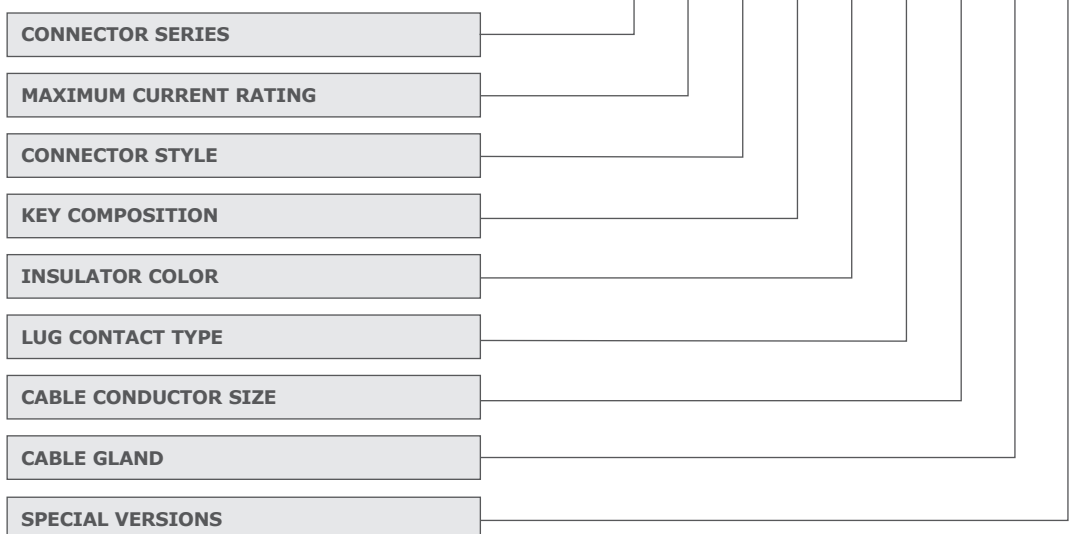 CONNECTOR SERIES
MAXIMUM CURRENT RATING
CONNECTOR STYLE
KEY COMPOSITION
INSULATOR COLOR
LUG CONTACT TYPE
CABLE CONDUCTOR SIZE
CABLE GLAND
SPECIAL VERSIONS